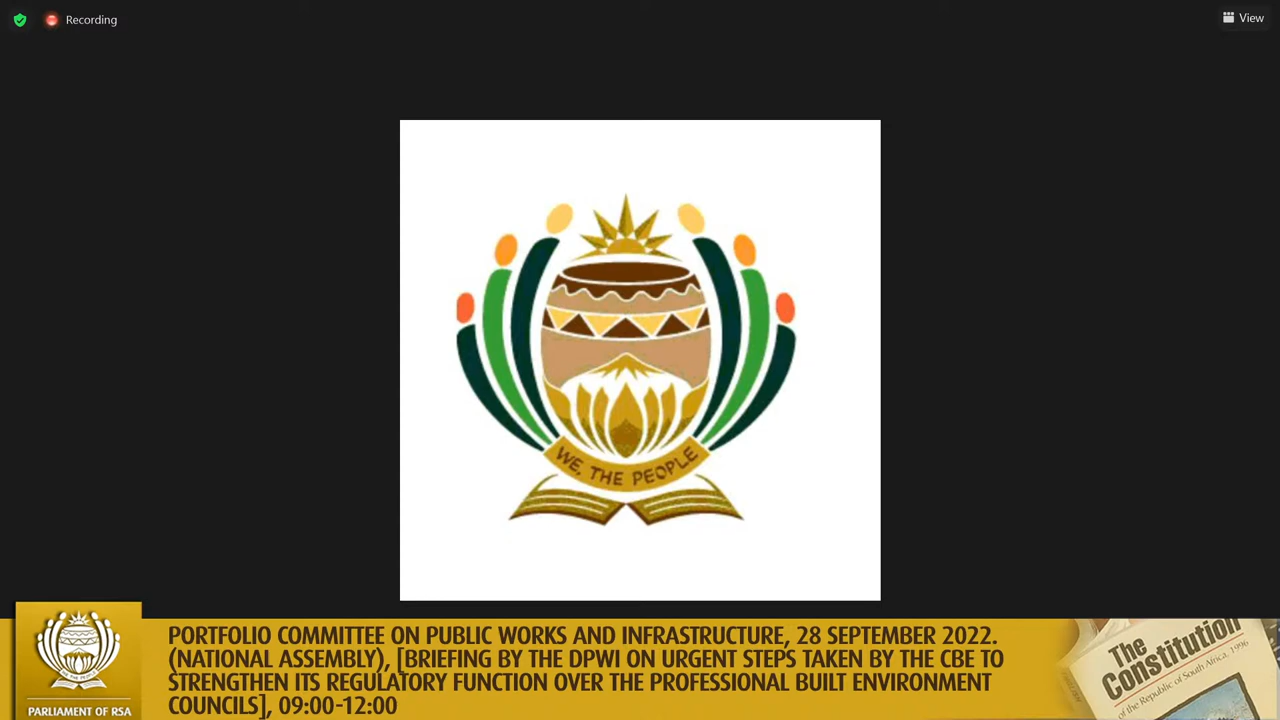 Recording
View
WE, THE PEOPLE
PORTFOLIO COMMITTEE ON PUBLIC WORKS AND INFRASTRUCTURE, 28 SEPTEMBER 2022.
(NATIONAL ASSEMBLY), [BRIEFING BY THE DPWI ON URGENT STEPS TAKEN BY THE CBE TO
STRENGTHEN ITS REGULATORY FUNCTION OVER THE PROFESSIONAL BUILT ENVIRONMENT
COUNCILS], 09:00-12:00
PARLIAMENT OF RSA
The
Constitution
of the Republic of South Africa, 1996